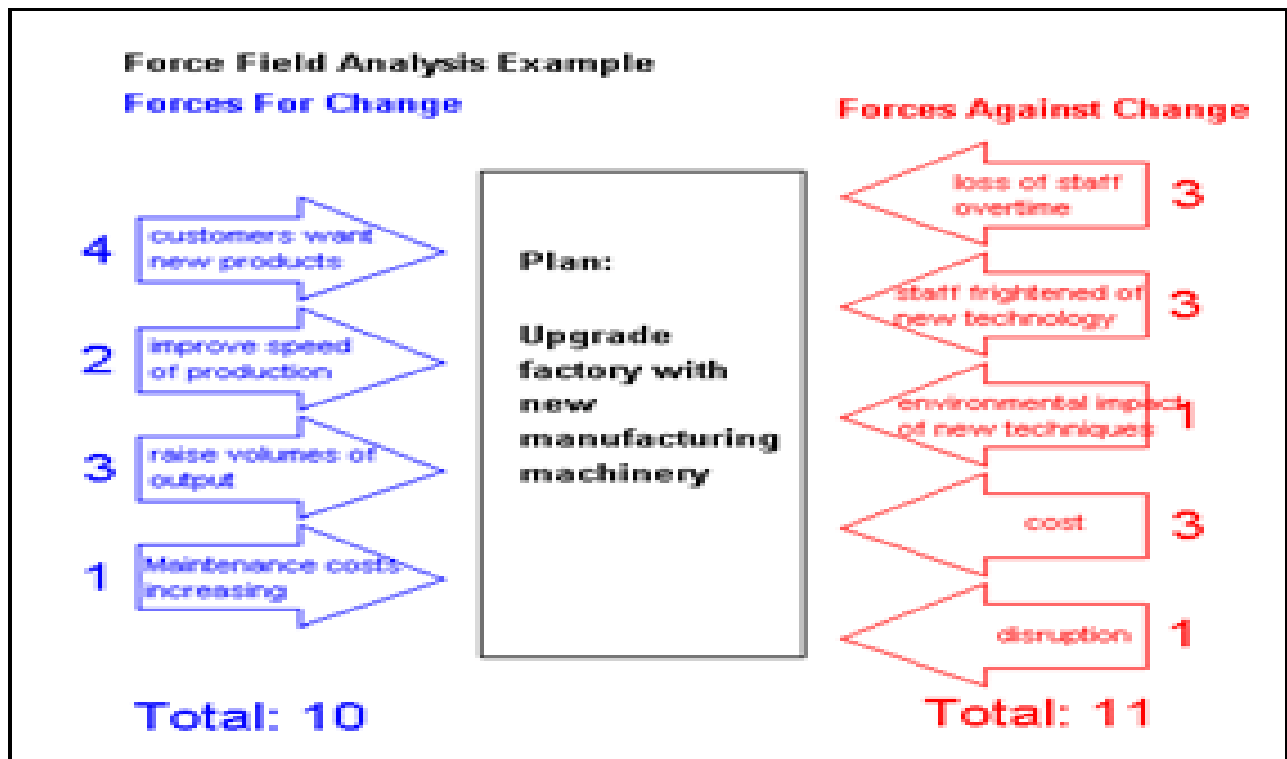 Force Field Analysis Example
Forces For Change
4
customers want
new products
2
improve speed
of production
3
raise volumes of
output
1
Maintenance costs
increasing
Total: 10
Plan:
Upgrade
factory with
new
manufacturing
machinery
Forces Against Change
loss of staff
overtime
3
staff frightened of
new technology
3
environmental impact
of new techniques
1
cost
3
disruption
1
Total: 11